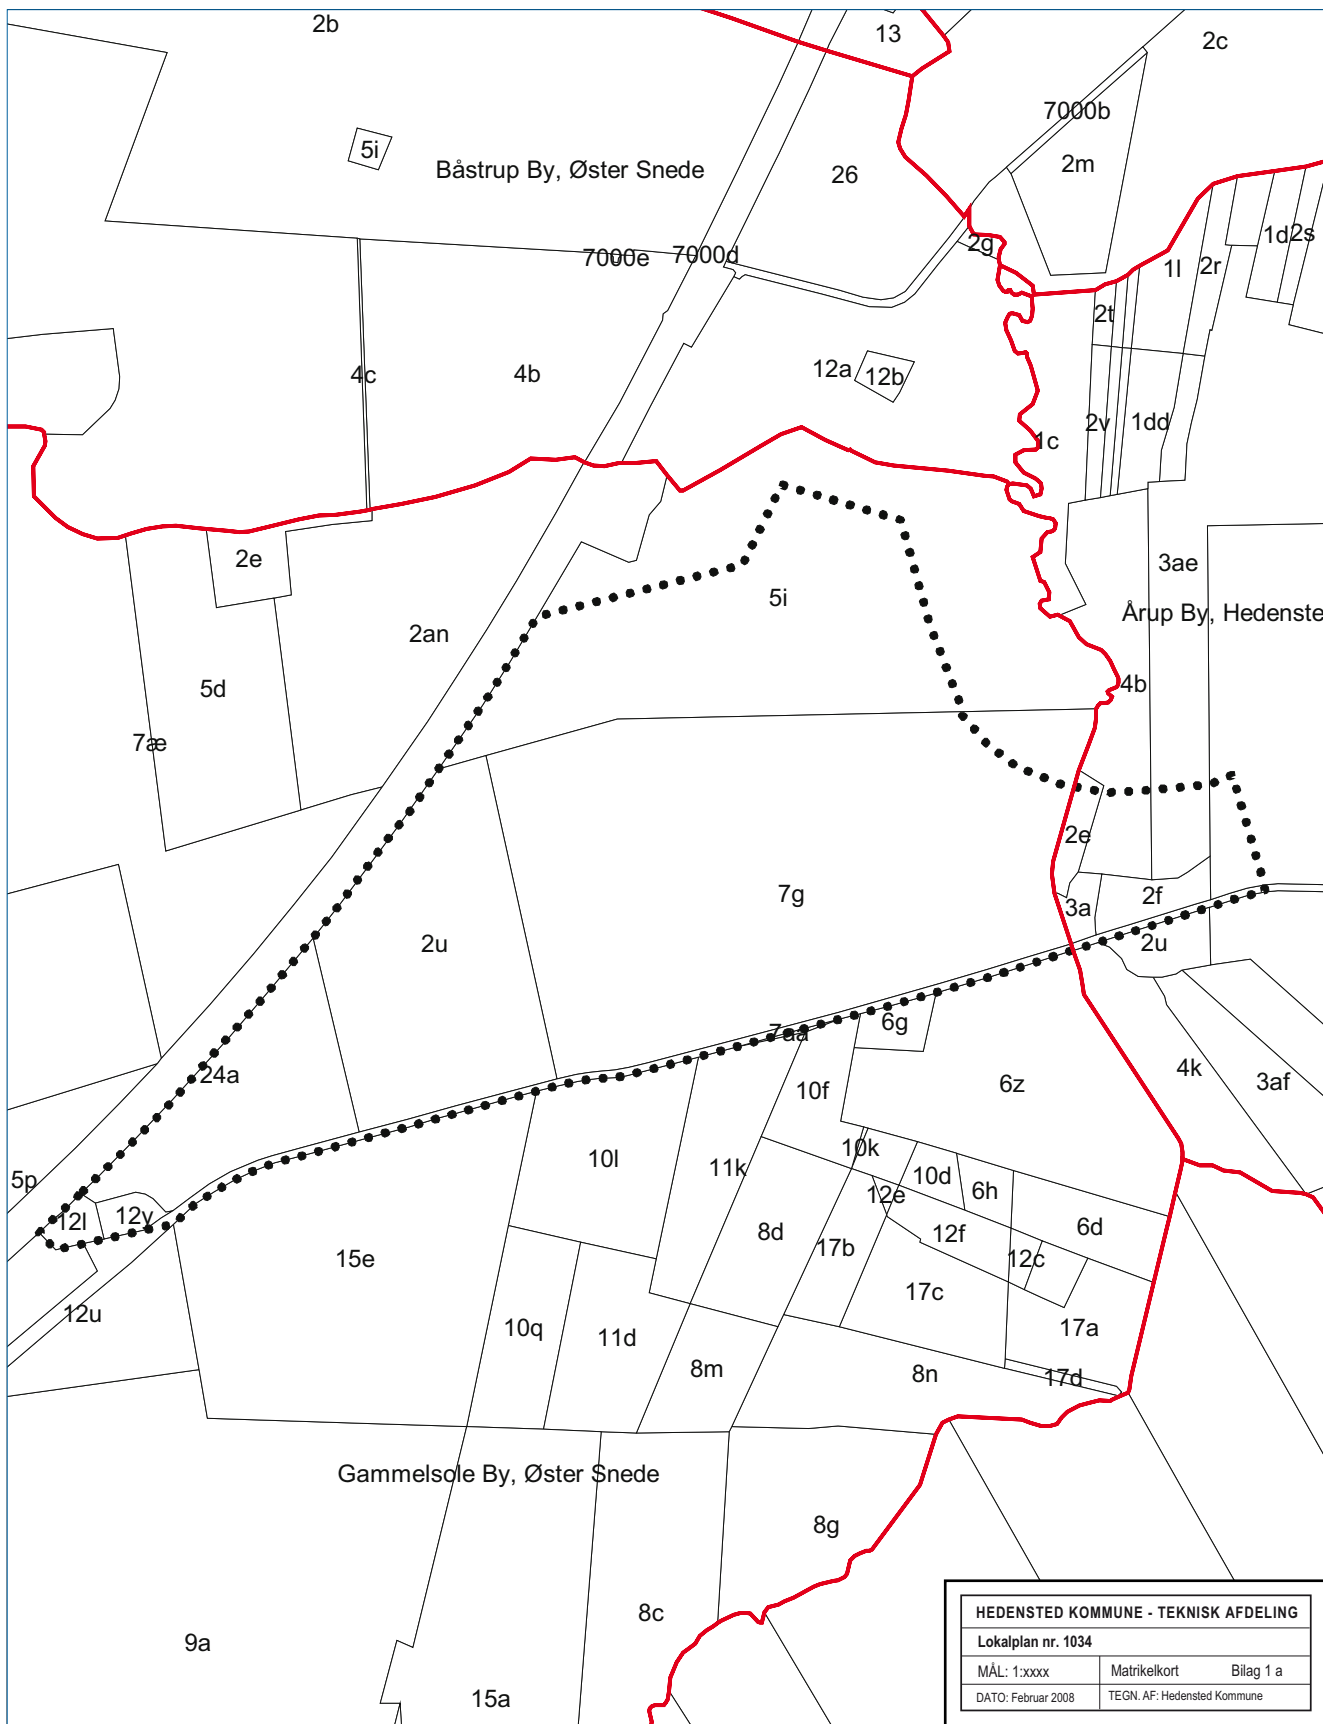 2b
13
2c
7000b
5i
Båstrup By, Øster Snede
26
2m
2g
1d
2s
7000e
7000d
1l
2r
2t
4c
4b
12a
12b
2v
1dd
1c
2e
3ae
5i
Årup By, Hedenste
2an
5d
4b
7æ
2e
7g
3a
2f
2u
2u
6g
7aa
24a
10f
6z
4k
3af
10k
10l
11k
10d
6h
5p
12l
12y
12e
8d
12f
6d
17b
12c
15e
17c
12u
10q
11d
17a
8m
8n
17d
Gammelsole By, Øster Snede
8g
8c
9a
15a
HEDENSTED KOMMUNE - TEKNISK AFDELING
Lokalplan nr. 1034
MÅL: 1:xxxx Matrikelkort Bilag 1 a
DATO: Februar 2008 TEGN. AF: Hedensted Kommune